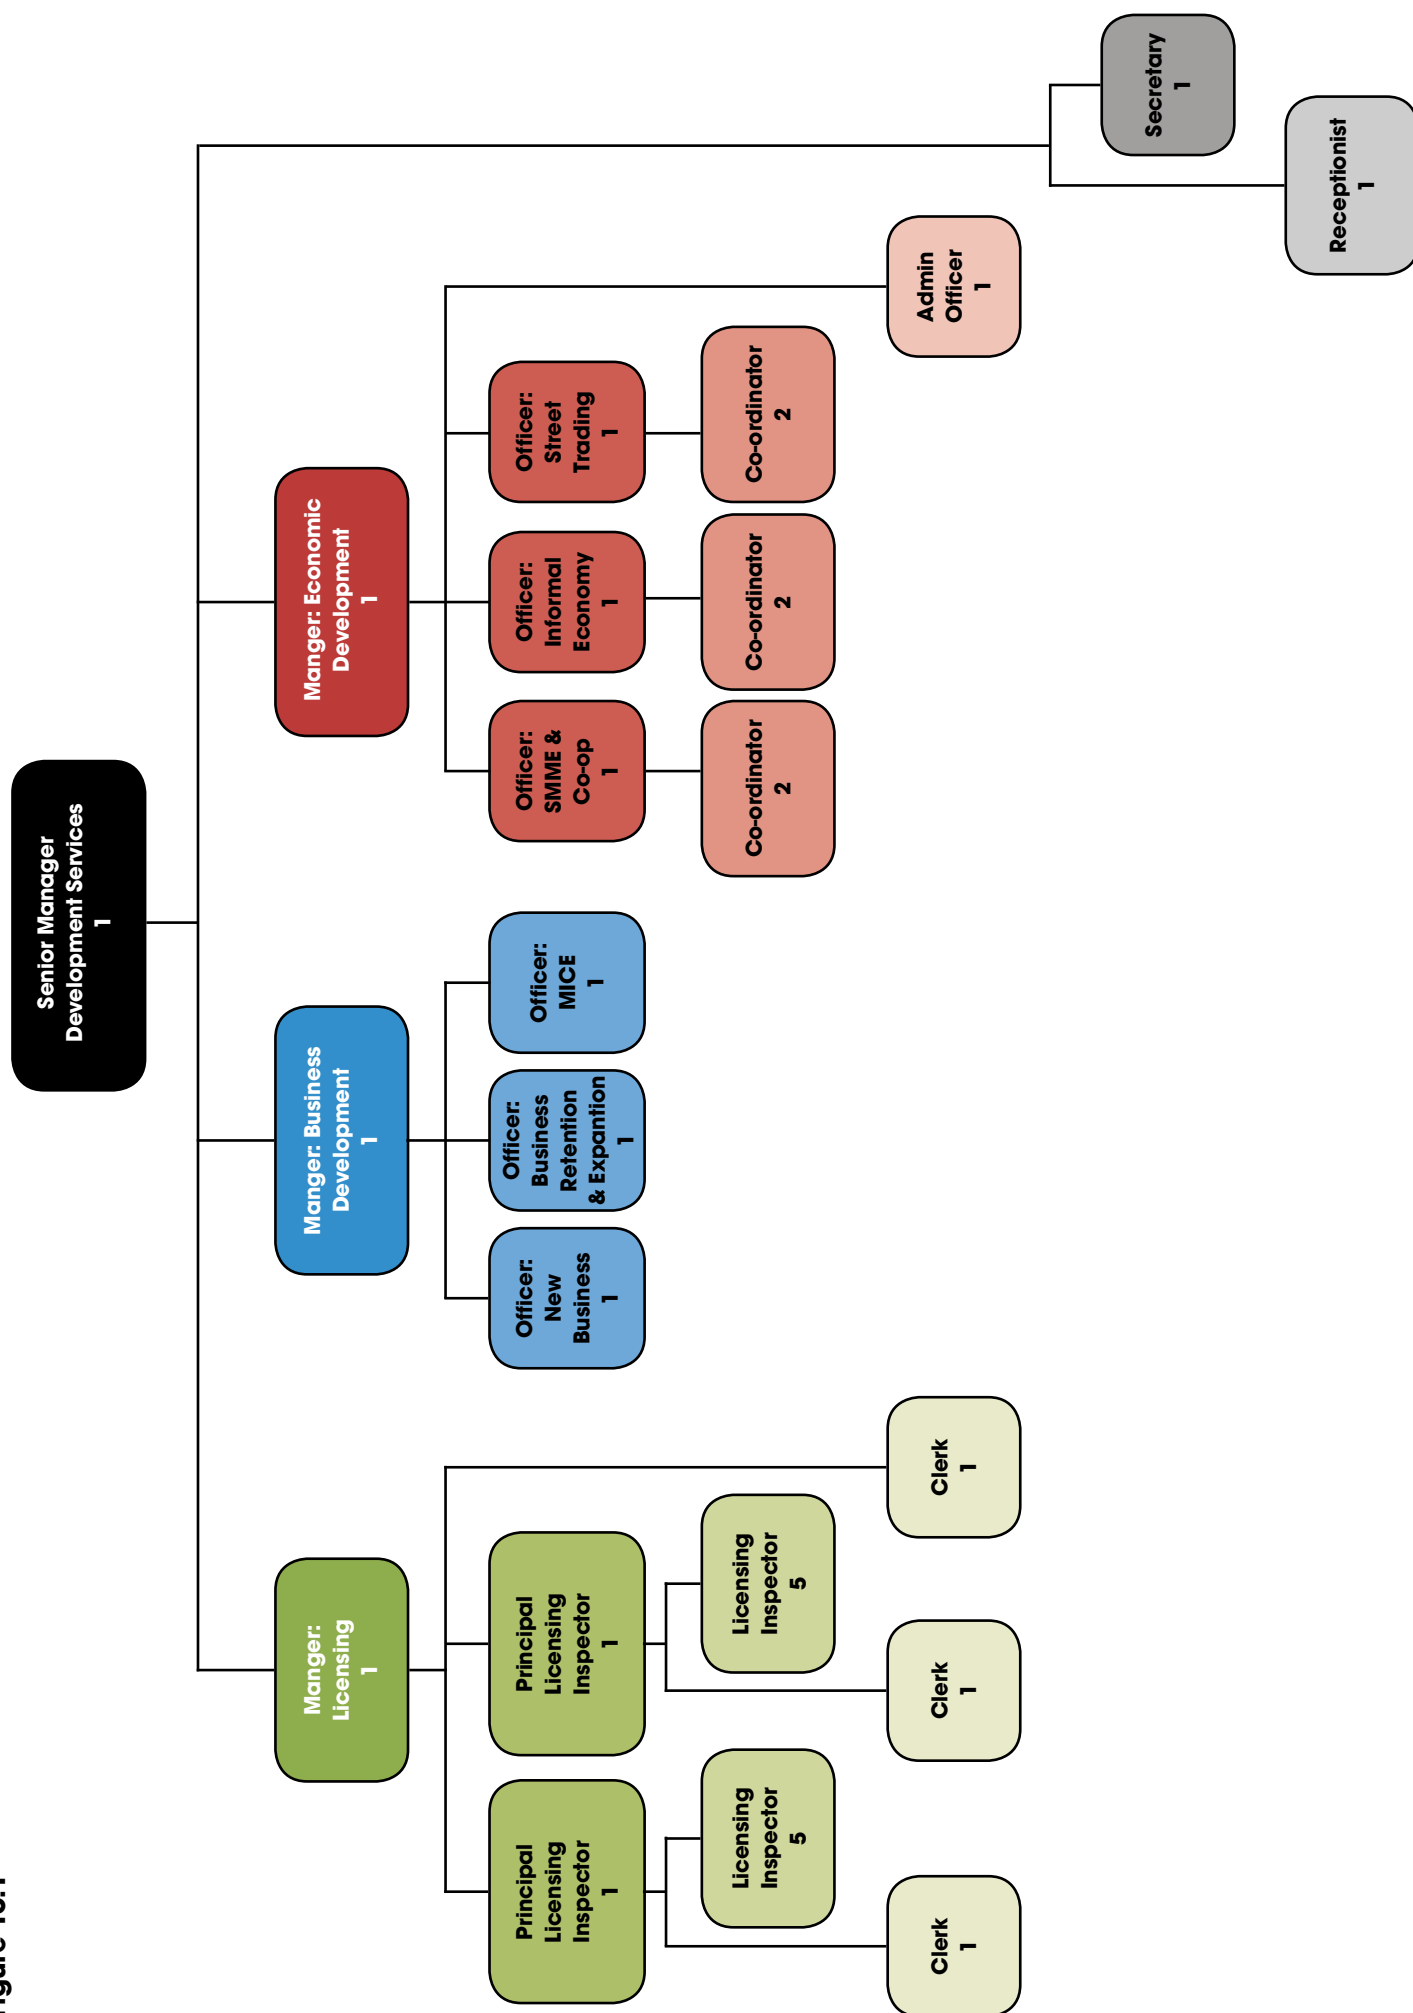 Senior Manager
Development Services
1
Manger:
Licensing
1
Manger: Business
Development
1
Manger: Economic
Development
1
Principal
Licensing
Inspector
1
Principal
Licensing
Inspector
1
Officer:
New
Business
1
Officer:
Business
Retention
& Expantion
1
Officer:
MICE
1
Officer:
SMME &
Co-op
1
Officer:
Informal
Economy
1
Officer:
Street
Trading
1
Licensing
Inspector
5
Licensing
Inspector
5
Co-ordinator
2
Co-ordinator
2
Co-ordinator
2
Clerk
1
Clerk
1
Clerk
1
Admin
Officer
1
Secretary
1
Receptionist
1